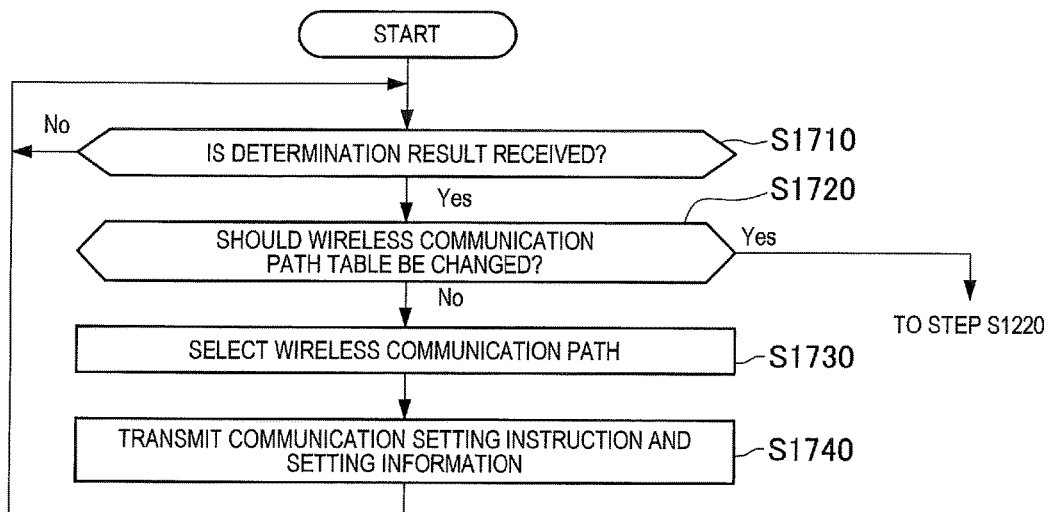 START
No
IS DETERMINATION RESULT RECEIVED?
S1710
Yes
S1720
SHOULD WIRELESS COMMUNICATION
PATH TABLE BE CHANGED?
Yes
No
TO STEP S1220
SELECT WIRELESS COMMUNICATION PATH
S1730
TRANSMIT COMMUNICATION SETTING INSTRUCTION AND
SETTING INFORMATION
S1740